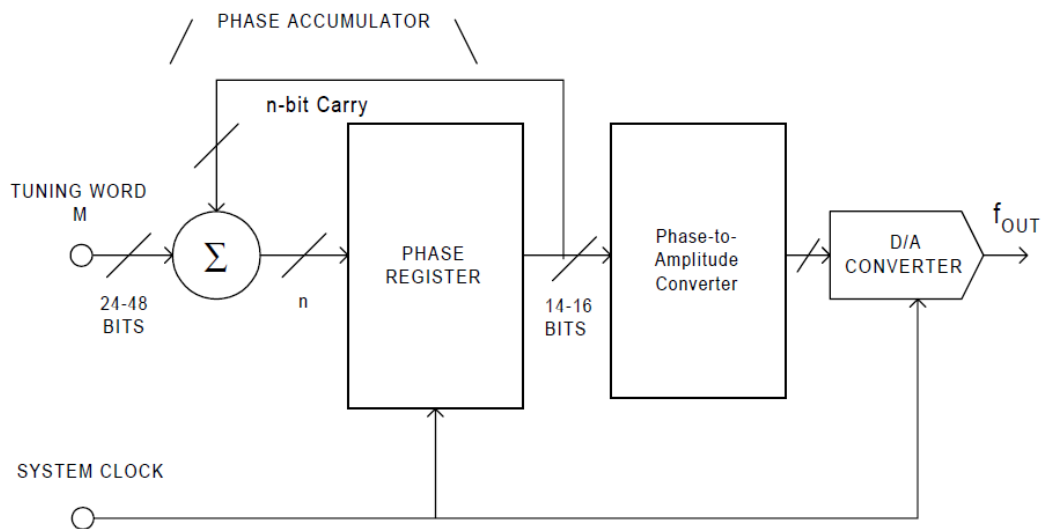 PHASE ACCUMULATOR
n-bit Carry
TUNING WORD
M
Σ
24-48
BITS
n
PHASE
REGISTER
14-16
BITS
Phase-to-
Amplitude
Converter
D/A
CONVERTER
fOUT
SYSTEM CLOCK